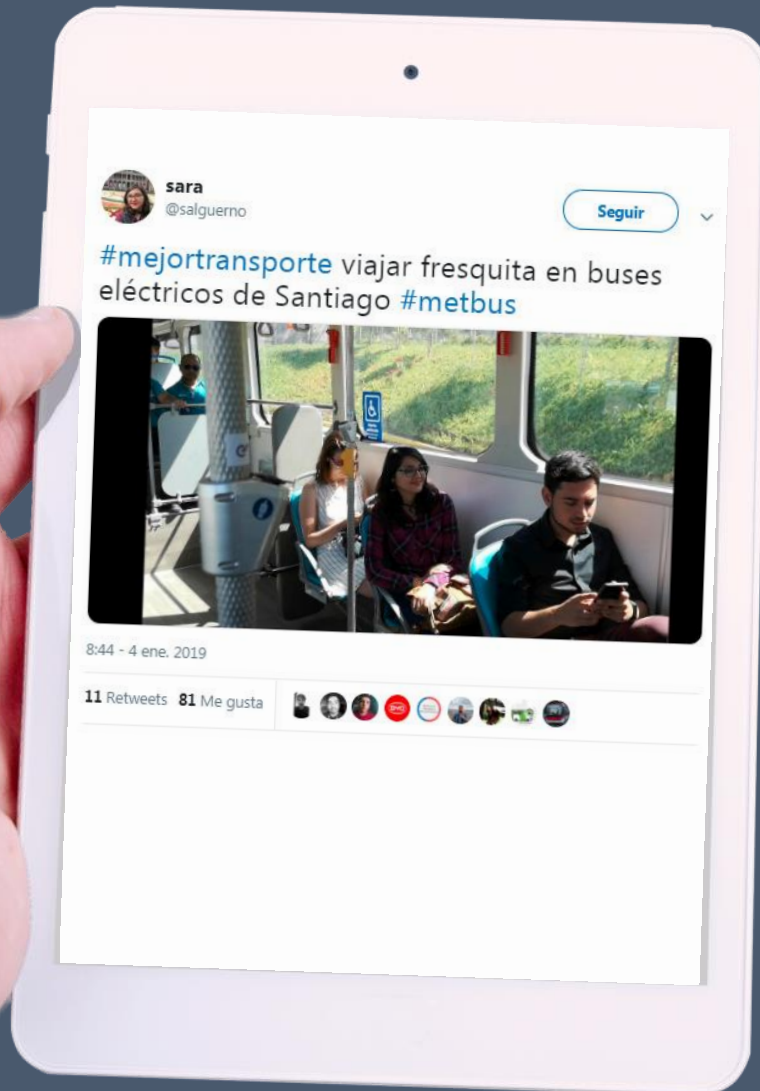 sara
@salguerno
Seguir
#mejortransporte viajar fresquita en buses
eléctricos de Santiago #metbus
8:44 - 4 ene. 2019
11 Retweets 81 Me gusta